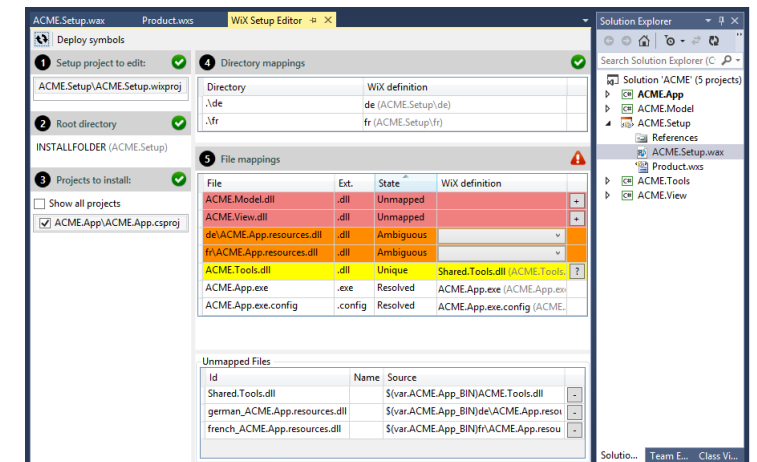 ACME.Setup.wax Product.wxs WiX Setup Editor
Deploy symbols
1 Setup project to edit:
ACME.Setup\ACME.Setup.wixproj
2 Root directory
INSTALLFOLDER (ACME.Setup)
3 Projects to install:
Show all projects
ACME.App\ACME.App.csproj
4 Directory mappings
Directory WiX definition
.\de de (ACME.Setup\de)
.\fr fr (ACME.Setup\fr)
5 File mappings
File Ext. State WiX definition
ACME.Model.dll .dll Unmapped +
ACME.View.dll .dll Unmapped +
de\ACME.App.resources.dll .dll Ambiguous
fr\ACME.App.resources.dll .dll Ambiguous
ACME.Tools.dll .dll Unique Shared.Tools.dll (ACME.Tools. ?
ACME.App.exe .exe Resolved ACME.App.exe (ACME.App.exe
ACME.App.exe.config .config Resolved ACME.App.exe.config (ACME.
Unmapped Files
Id Name Source
Shared.Tools.dll $(var.ACME.App_BIN)ACME.Tools.dll -
german_ACME.App.resources.dll $(var.ACME.App_BIN)de\ACME.App.resou -
french_ACME.App.resources.dll $(var.ACME.App_BIN)fr\ACME.App.resou -
Solution Explorer
Search Solution Explorer (C
Solution 'ACME' (5 projects)
C# ACME.App
C# ACME.Model
ACME.Setup
References
ACME.Setup.wax
Product.wxs
C# ACME.Tools
C# ACME.View
Solutio... Team E... Class Vi...